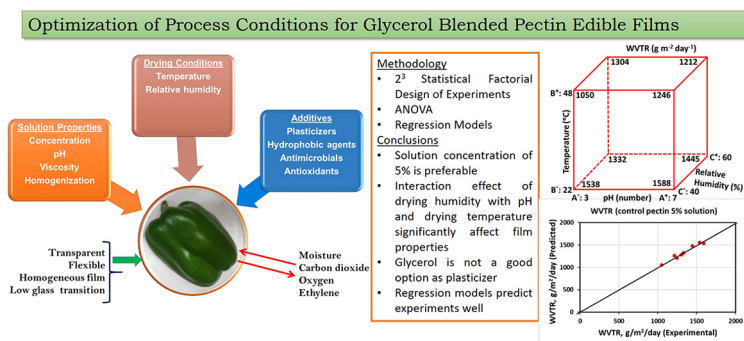 Optimization of Process Conditions for Glycerol Blended Pectin Edible Films
Drying Conditions
Temperature
Relative humidity
Solution Properties
Concentration
pH
Viscosity
Homogenization
Additives
Plasticizers
Hydrophobic agents
Antimicrobials
Antioxidants
Transparent
Flexible
Homogeneous film
Low glass transition
Moisture
Carbon dioxide
Oxygen
Ethylene
Methodology
• 2³ Statistical Factorial
Design of Experiments
• ANOVA
• Regression Models
Conclusions
• Solution concentration of
5% is preferable
• Interaction effect of
drying humidity with pH
and drying temperature
significantly affect film
properties
• Glycerol is not a good
option as plasticizer
• Regression models predict
experiments well
WVTR (g m⁻² day⁻¹)
1304
1212
B⁺: 48
1050
1246
Temperature (°C)
1332
1445
C⁺: 60
Relative
Humidity (%)
B⁻: 22
1538
1588
C⁻: 40
A⁻: 3
pH (number)
A⁺: 7
WVTR (control pectin 5% solution)
WVTR, g/m²/day (Predicted)
2000
1500
1000
500
0
0
500
1000
1500
2000
WVTR, g/m²/day (Experimental)